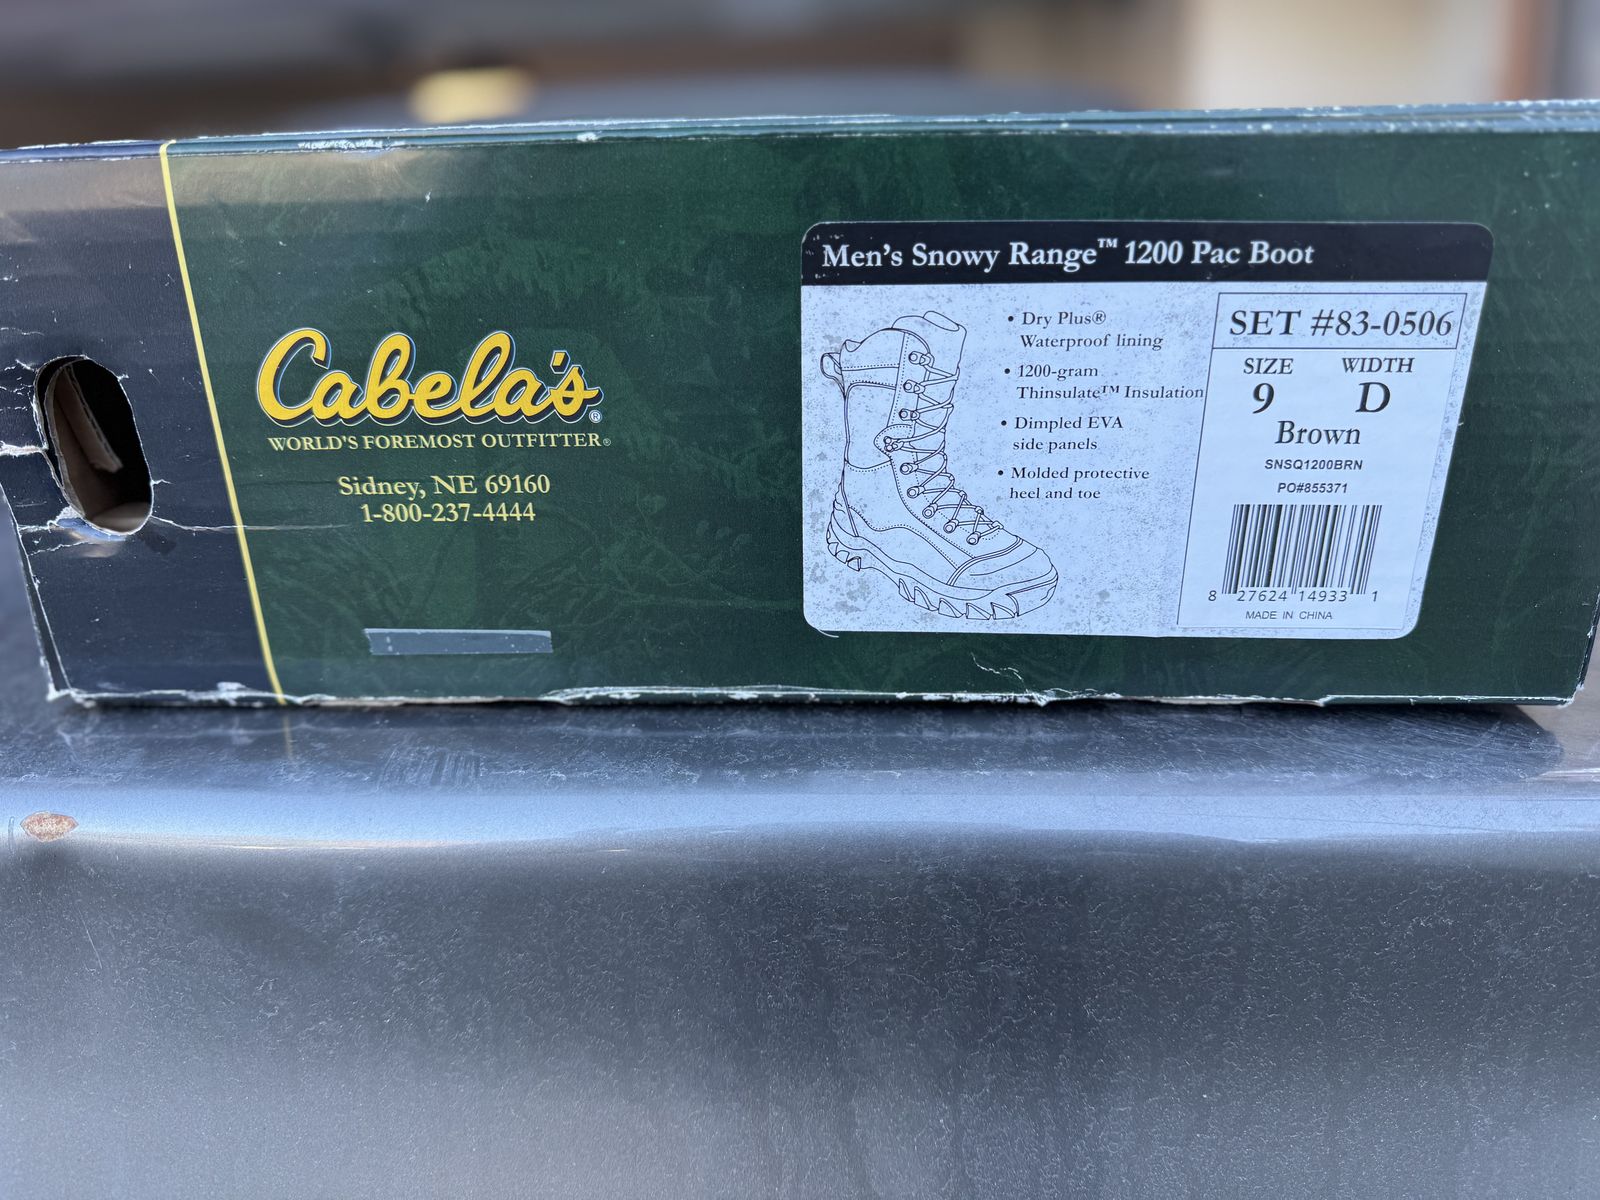 Cabela's®
WORLD'S FOREMOST OUTFITTER®
Sidney, NE 69160
1-800-237-4444
Men's Snowy Range™ 1200 Pac Boot
• Dry Plus®
Waterproof lining
• 1200-gram
Thinsulate™ Insulation
• Dimpled EVA
side panels
• Molded protective
heel and toe
SET #83-0506
SIZE WIDTH
9 D
Brown
SNSQ1200BRN
PO#855371
8 27624 14933 1
MADE IN CHINA